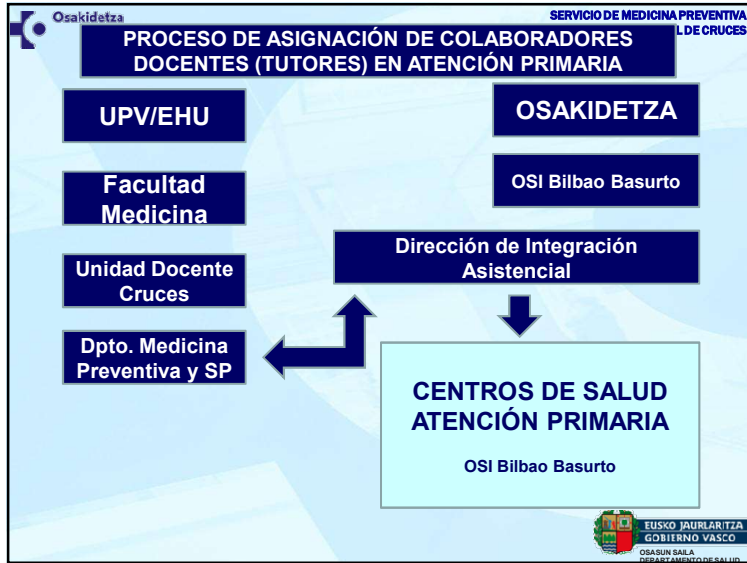 Osakidetza
SERVICIO DE MEDICINA PREVENTIVA
L DE CRUCES
PROCESO DE ASIGNACIÓN DE COLABORADORES
DOCENTES (TUTORES) EN ATENCIÓN PRIMARIA
UPV/EHU
OSAKIDETZA
Facultad
Medicina
OSI Bilbao Basurto
Dirección de Integración
Asistencial
Unidad Docente
Cruces
Dpto. Medicina
Preventiva y SP
CENTROS DE SALUD
ATENCIÓN PRIMARIA
OSI Bilbao Basurto
EUSKO JAURLARITZA
GOBIERNO VASCO
OSASUN SAILA
DEPARTAMENTO DE SALUD